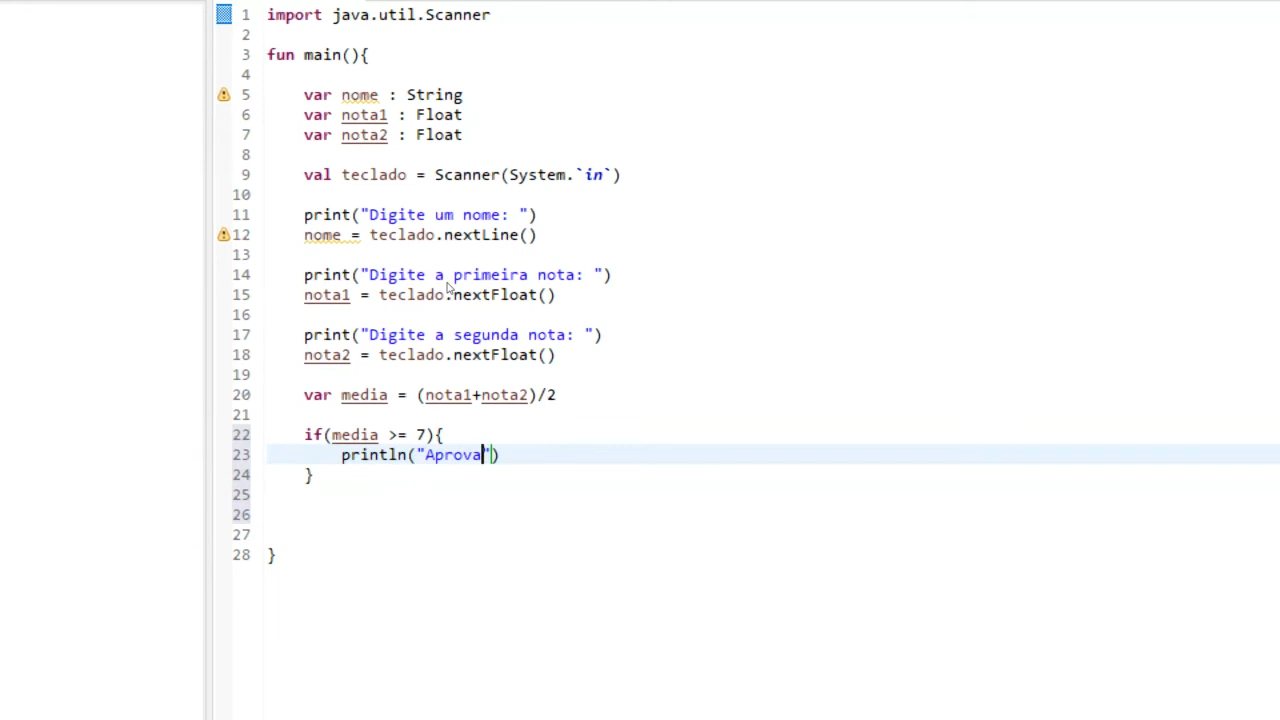 1 import java.util.Scanner
2
3 fun main(){
4
5     var nome : String
6     var nota1 : Float
7     var nota2 : Float
8
9     val teclado = Scanner(System.`in`)
10
11     print("Digite um nome: ")
12     nome = teclado.nextLine()
13
14     print("Digite a primeira nota: ")
15     nota1 = teclado.nextFloat()
16
17     print("Digite a segunda nota: ")
18     nota2 = teclado.nextFloat()
19
20     var media = (nota1+nota2)/2
21
22     if(media >= 7){
23         println("Aprova")
24     }
25
26
27
28 }